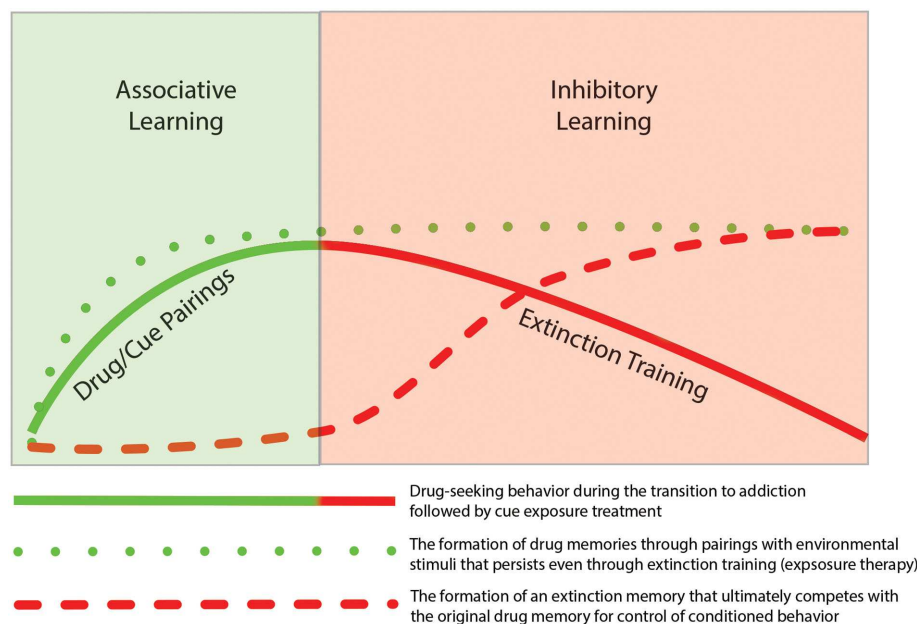 Associative
Learning
Inhibitory
Learning
Drug/Cue Pairings
Extinction Training
Drug-seeking behavior during the transition to addiction
followed by cue exposure treatment
The formation of drug memories through pairings with environmental
stimuli that persists even through extinction training (expsosure therapy)
The formation of an extinction memory that ultimately competes with
the original drug memory for control of conditioned behavior